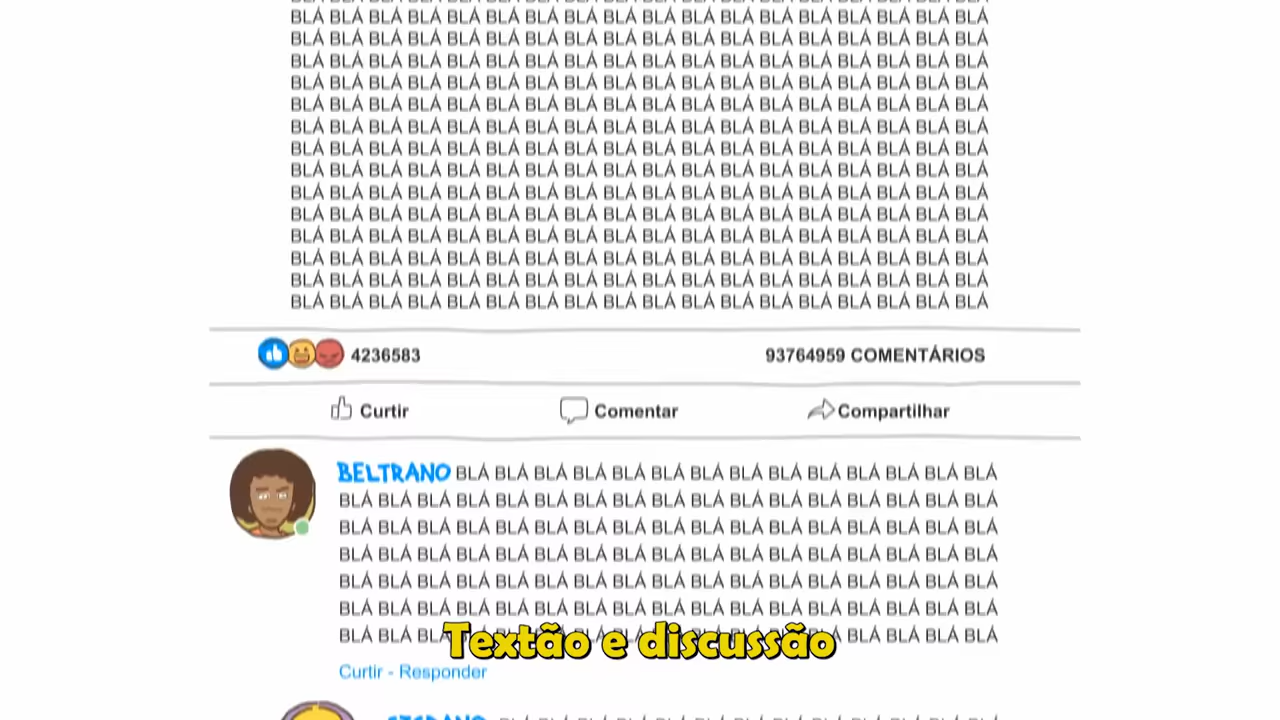 BLÁ BLÁ BLÁ BLÁ BLÁ BLÁ BLÁ BLÁ BLÁ BLÁ BLÁ BLÁ BLÁ BLÁ BLÁ BLÁ BLÁ BLÁ
BLÁ BLÁ BLÁ BLÁ BLÁ BLÁ BLÁ BLÁ BLÁ BLÁ BLÁ BLÁ BLÁ BLÁ BLÁ BLÁ BLÁ BLÁ
BLÁ BLÁ BLÁ BLÁ BLÁ BLÁ BLÁ BLÁ BLÁ BLÁ BLÁ BLÁ BLÁ BLÁ BLÁ BLÁ BLÁ BLÁ
BLÁ BLÁ BLÁ BLÁ BLÁ BLÁ BLÁ BLÁ BLÁ BLÁ BLÁ BLÁ BLÁ BLÁ BLÁ BLÁ BLÁ BLÁ
BLÁ BLÁ BLÁ BLÁ BLÁ BLÁ BLÁ BLÁ BLÁ BLÁ BLÁ BLÁ BLÁ BLÁ BLÁ BLÁ BLÁ BLÁ
BLÁ BLÁ BLÁ BLÁ BLÁ BLÁ BLÁ BLÁ BLÁ BLÁ BLÁ BLÁ BLÁ BLÁ BLÁ BLÁ BLÁ BLÁ
BLÁ BLÁ BLÁ BLÁ BLÁ BLÁ BLÁ BLÁ BLÁ BLÁ BLÁ BLÁ BLÁ BLÁ BLÁ BLÁ BLÁ BLÁ
BLÁ BLÁ BLÁ BLÁ BLÁ BLÁ BLÁ BLÁ BLÁ BLÁ BLÁ BLÁ BLÁ BLÁ BLÁ BLÁ BLÁ BLÁ
BLÁ BLÁ BLÁ BLÁ BLÁ BLÁ BLÁ BLÁ BLÁ BLÁ BLÁ BLÁ BLÁ BLÁ BLÁ BLÁ BLÁ BLÁ
BLÁ BLÁ BLÁ BLÁ BLÁ BLÁ BLÁ BLÁ BLÁ BLÁ BLÁ BLÁ BLÁ BLÁ BLÁ BLÁ BLÁ BLÁ
BLÁ BLÁ BLÁ BLÁ BLÁ BLÁ BLÁ BLÁ BLÁ BLÁ BLÁ BLÁ BLÁ BLÁ BLÁ BLÁ BLÁ BLÁ
BLÁ BLÁ BLÁ BLÁ BLÁ BLÁ BLÁ BLÁ BLÁ BLÁ BLÁ BLÁ BLÁ BLÁ BLÁ BLÁ BLÁ BLÁ
BLÁ BLÁ BLÁ BLÁ BLÁ BLÁ BLÁ BLÁ BLÁ BLÁ BLÁ BLÁ BLÁ BLÁ BLÁ BLÁ BLÁ BLÁ
BLÁ BLÁ BLÁ BLÁ BLÁ BLÁ BLÁ BLÁ BLÁ BLÁ BLÁ BLÁ BLÁ BLÁ BLÁ BLÁ BLÁ BLÁ
4236583 93764959 COMENTÁRIOS
Curtir Comentar Compartilhar
BELTRANO BLÁ BLÁ BLÁ BLÁ BLÁ BLÁ BLÁ BLÁ BLÁ BLÁ BLÁ BLÁ BLÁ BLÁ
BLÁ BLÁ BLÁ BLÁ BLÁ BLÁ BLÁ BLÁ BLÁ BLÁ BLÁ BLÁ BLÁ BLÁ BLÁ BLÁ BLÁ
BLÁ BLÁ BLÁ BLÁ BLÁ BLÁ BLÁ BLÁ BLÁ BLÁ BLÁ BLÁ BLÁ BLÁ BLÁ BLÁ BLÁ
BLÁ BLÁ BLÁ BLÁ BLÁ BLÁ BLÁ BLÁ BLÁ BLÁ BLÁ BLÁ BLÁ BLÁ BLÁ BLÁ BLÁ
BLÁ BLÁ BLÁ BLÁ BLÁ BLÁ BLÁ BLÁ BLÁ BLÁ BLÁ BLÁ BLÁ BLÁ BLÁ BLÁ BLÁ
BLÁ BLÁ BLÁ BLÁ BLÁ BLÁ BLÁ BLÁ BLÁ BLÁ BLÁ BLÁ BLÁ BLÁ BLÁ BLÁ BLÁ
BLÁ BLÁ BLÁ BLÁ BLÁ BLÁ BLÁ
Textão e discussão
Curtir - Responder